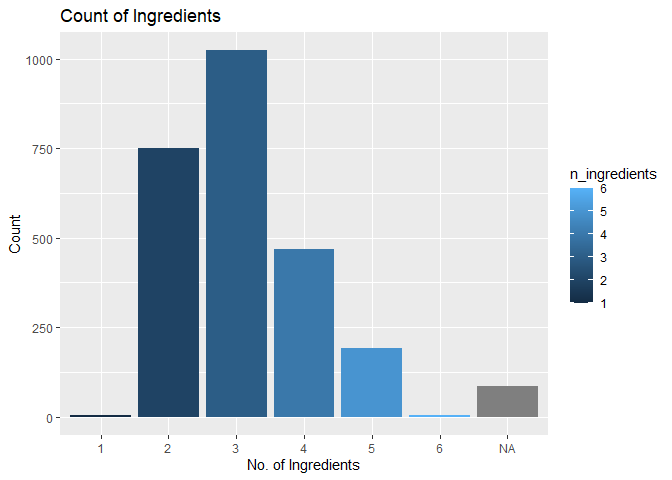 Count of Ingredients
1000
750
500
250
0
Count
1 2 3 4 5 6 NA
No. of Ingredients
n_ingredients
6
5
4
3
2
1